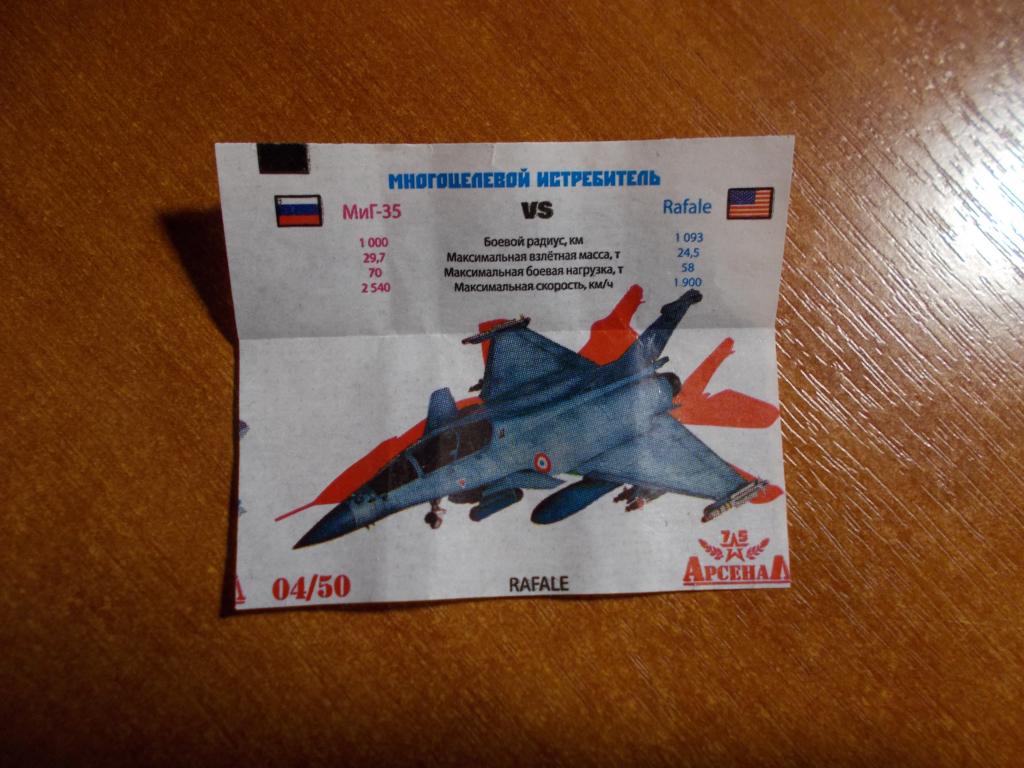 МНОГОЦЕЛЕВОЙ ИСТРЕБИТЕЛЬ
МиГ-35 VS Rafale
1 000 Боевой радиус, км 1 093
29,7 Максимальная взлётная масса, т 24,5
70 Максимальная боевая нагрузка, т 58
2 540 Максимальная скорость, км/ч 1 900
75
АРСЕНАЛ
04/50 RAFALE